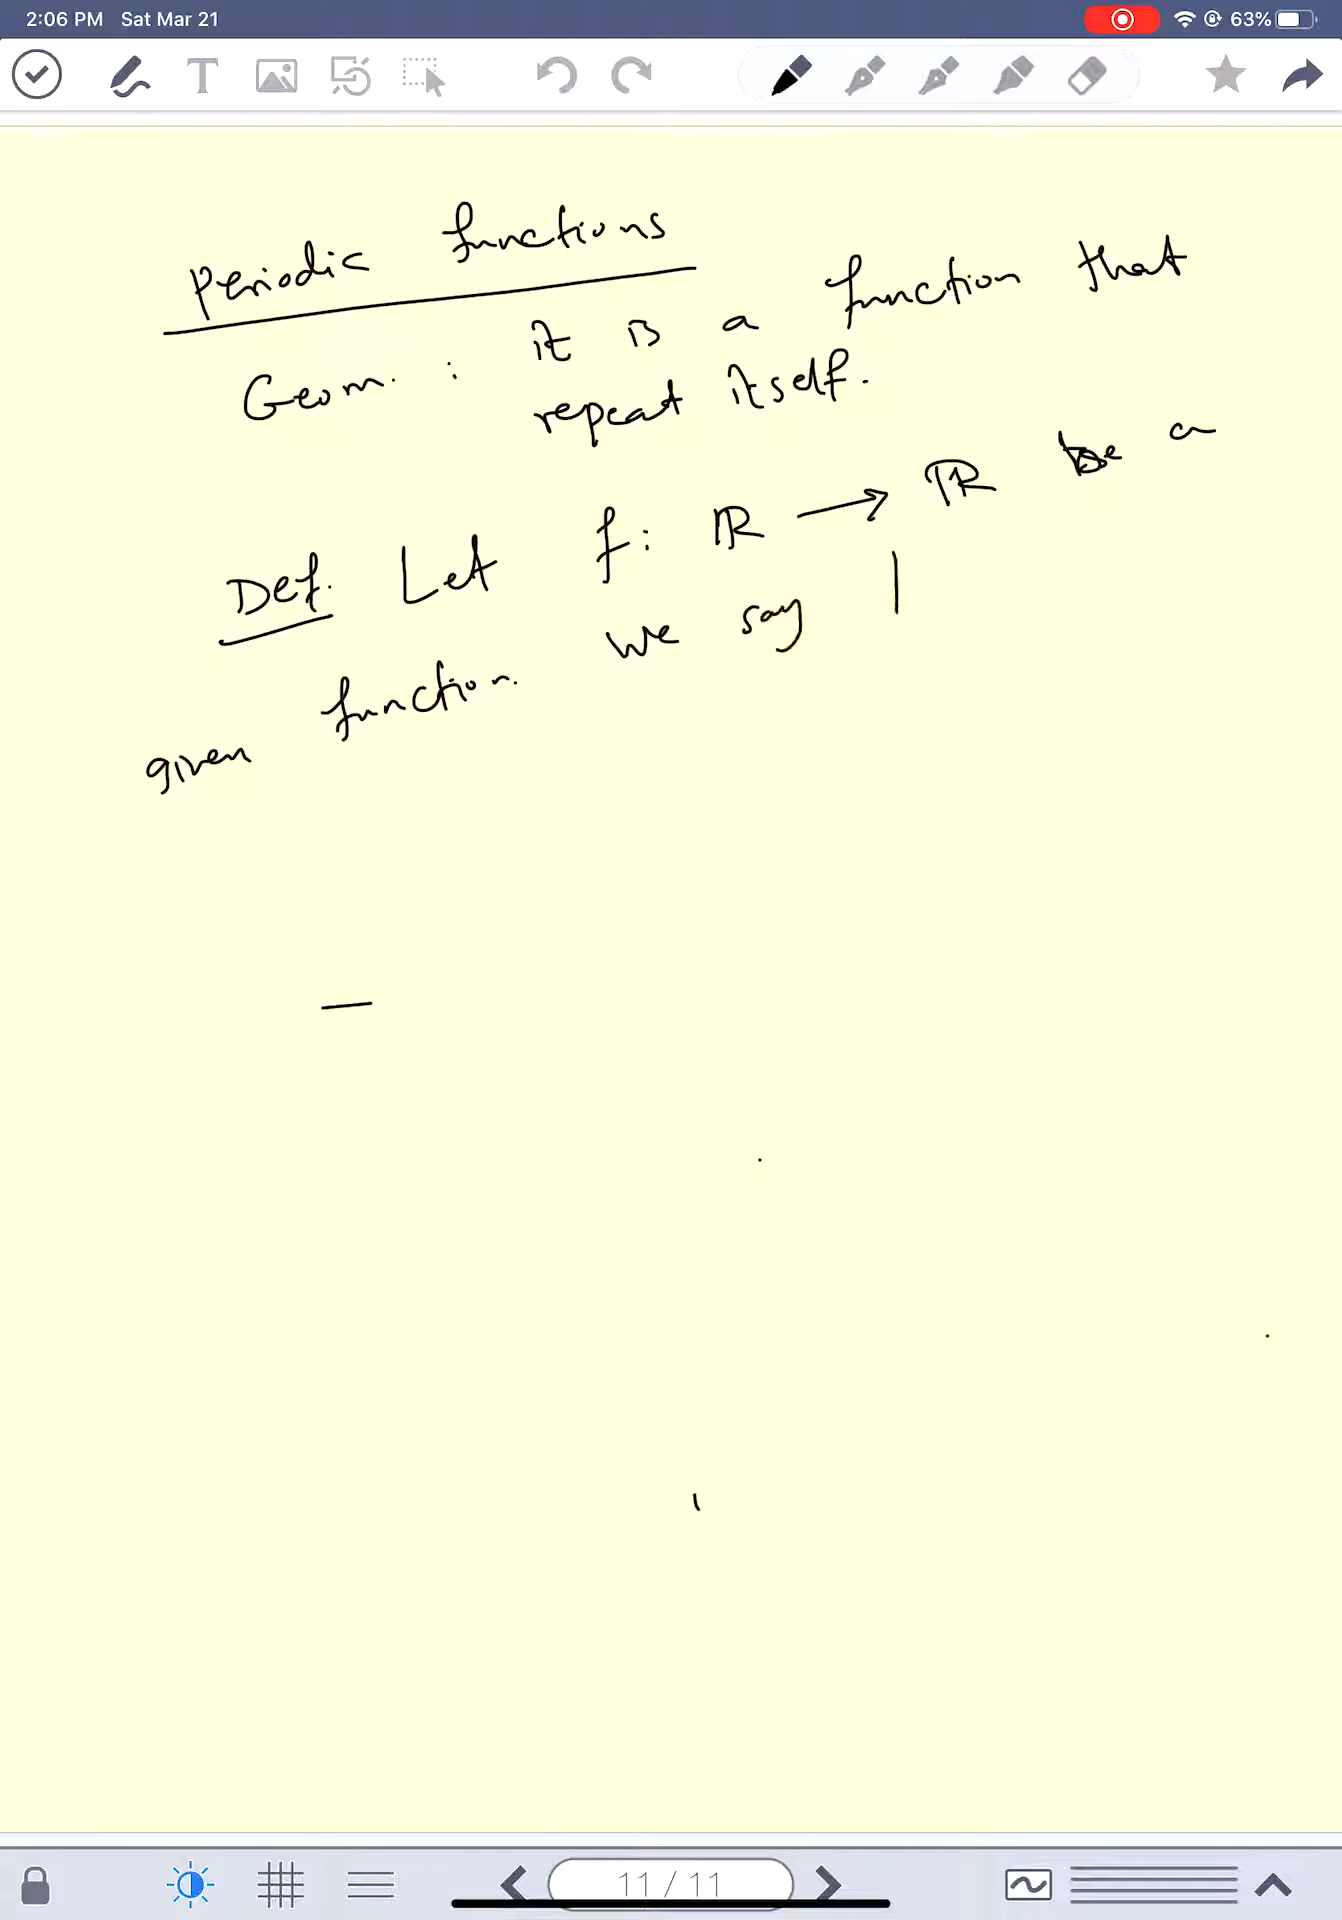 2:06 PM Sat Mar 21 63%
T
Periodic functions
Geom. : it is a function that
repeat itself.
Def. Let f: ℝ ⟶ ℝ be a
given function. we say
11 / 11